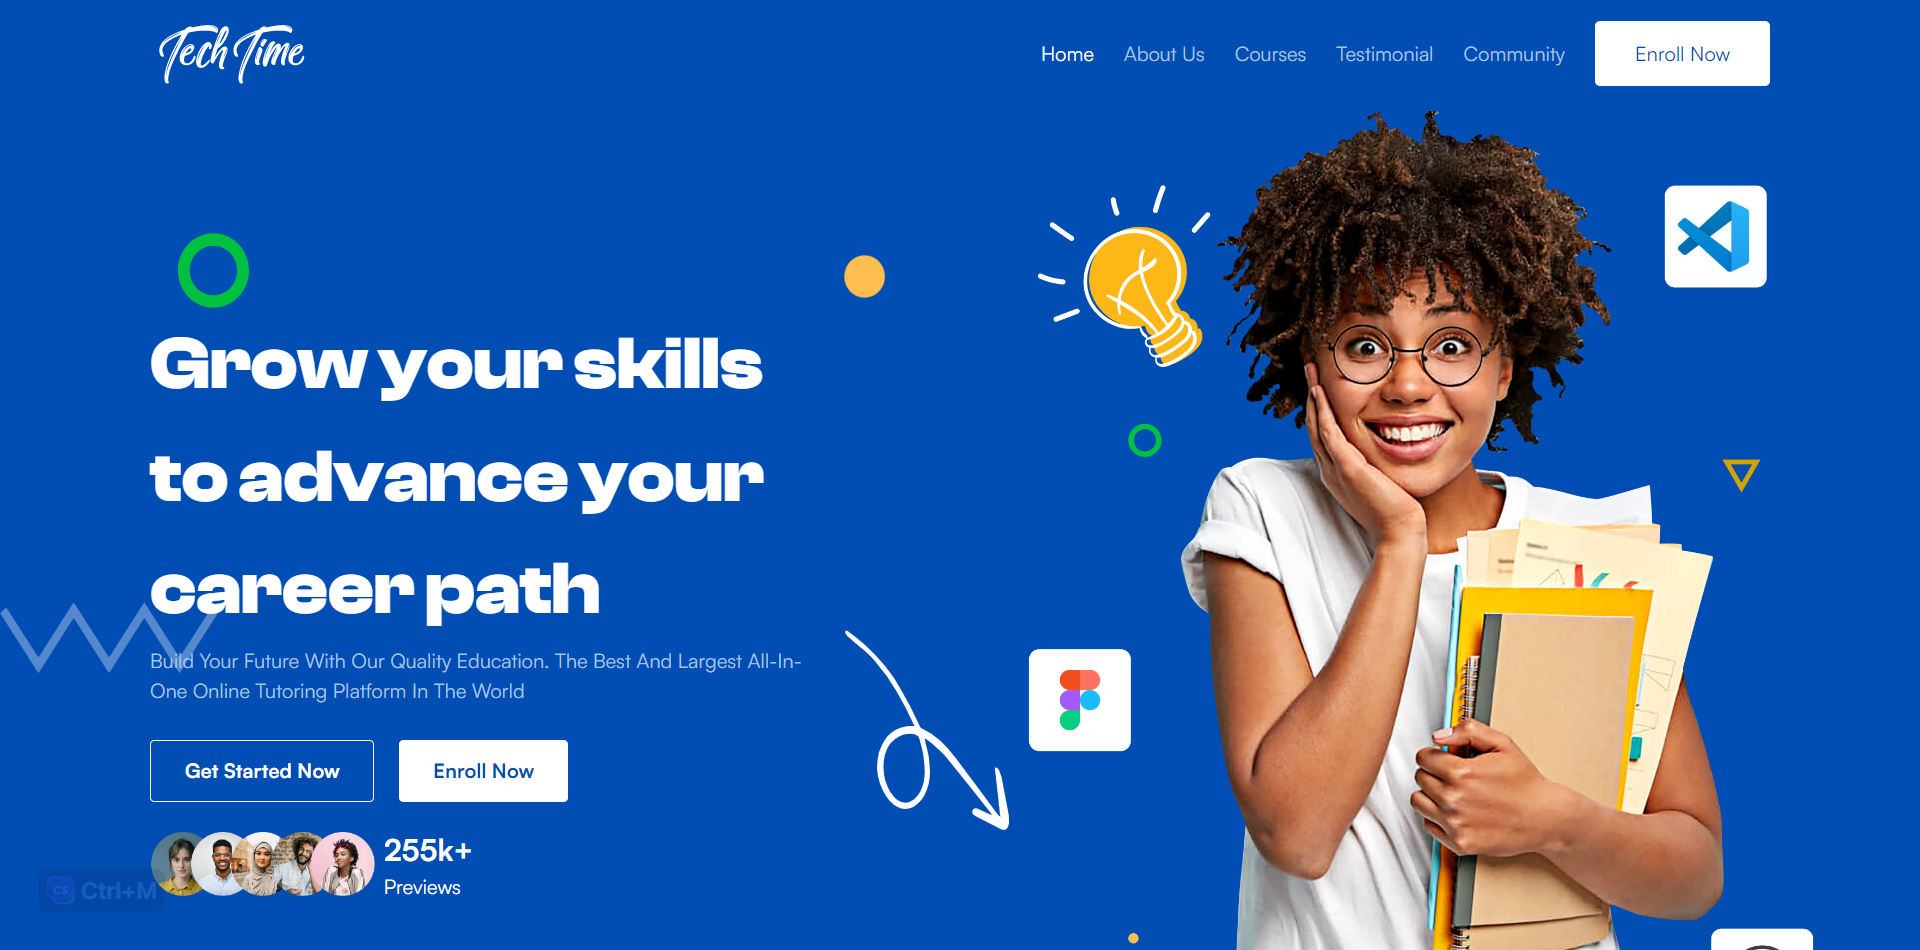 Tech Time
Home About Us Courses Testimonial Community Enroll Now
Grow your skills
to advance your
career path
Build Your Future With Our Quality Education. The Best And Largest All-In-
One Online Tutoring Platform In The World
Get Started Now Enroll Now
255k+
Previews
CS Ctrl+M